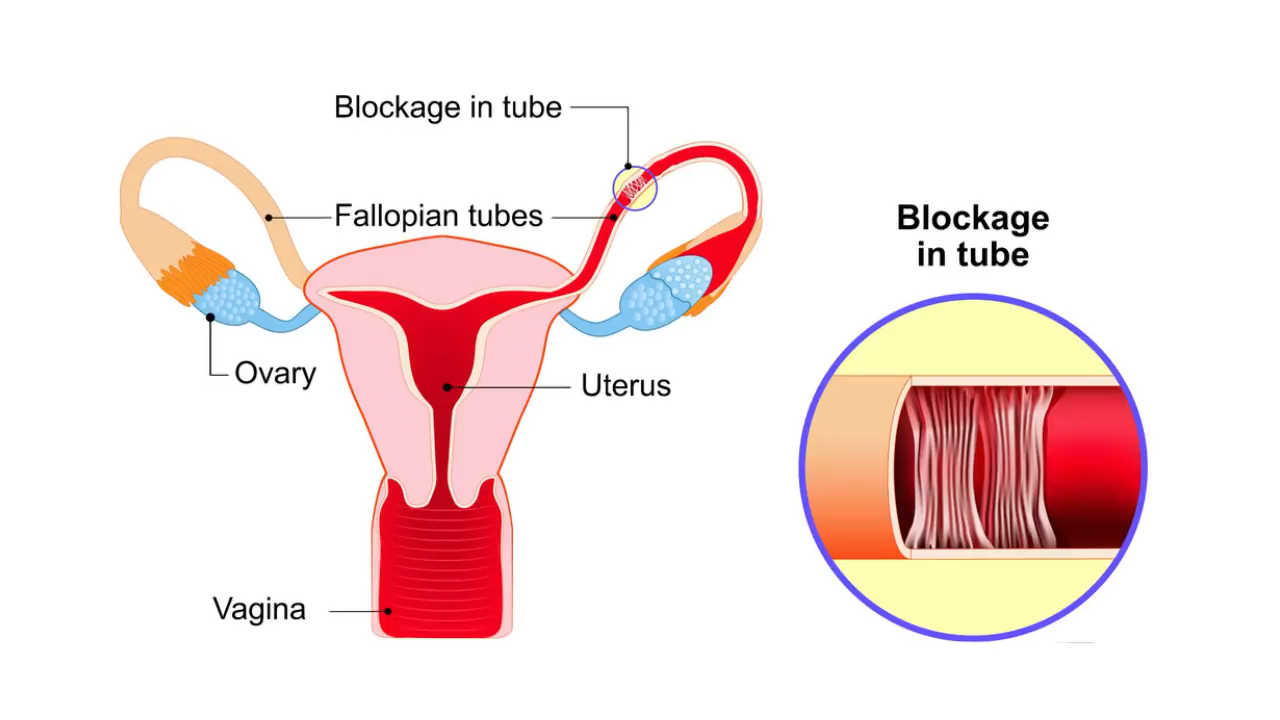 Blockage in tube
Fallopian tubes
Ovary
Uterus
Vagina
Blockage
in tube